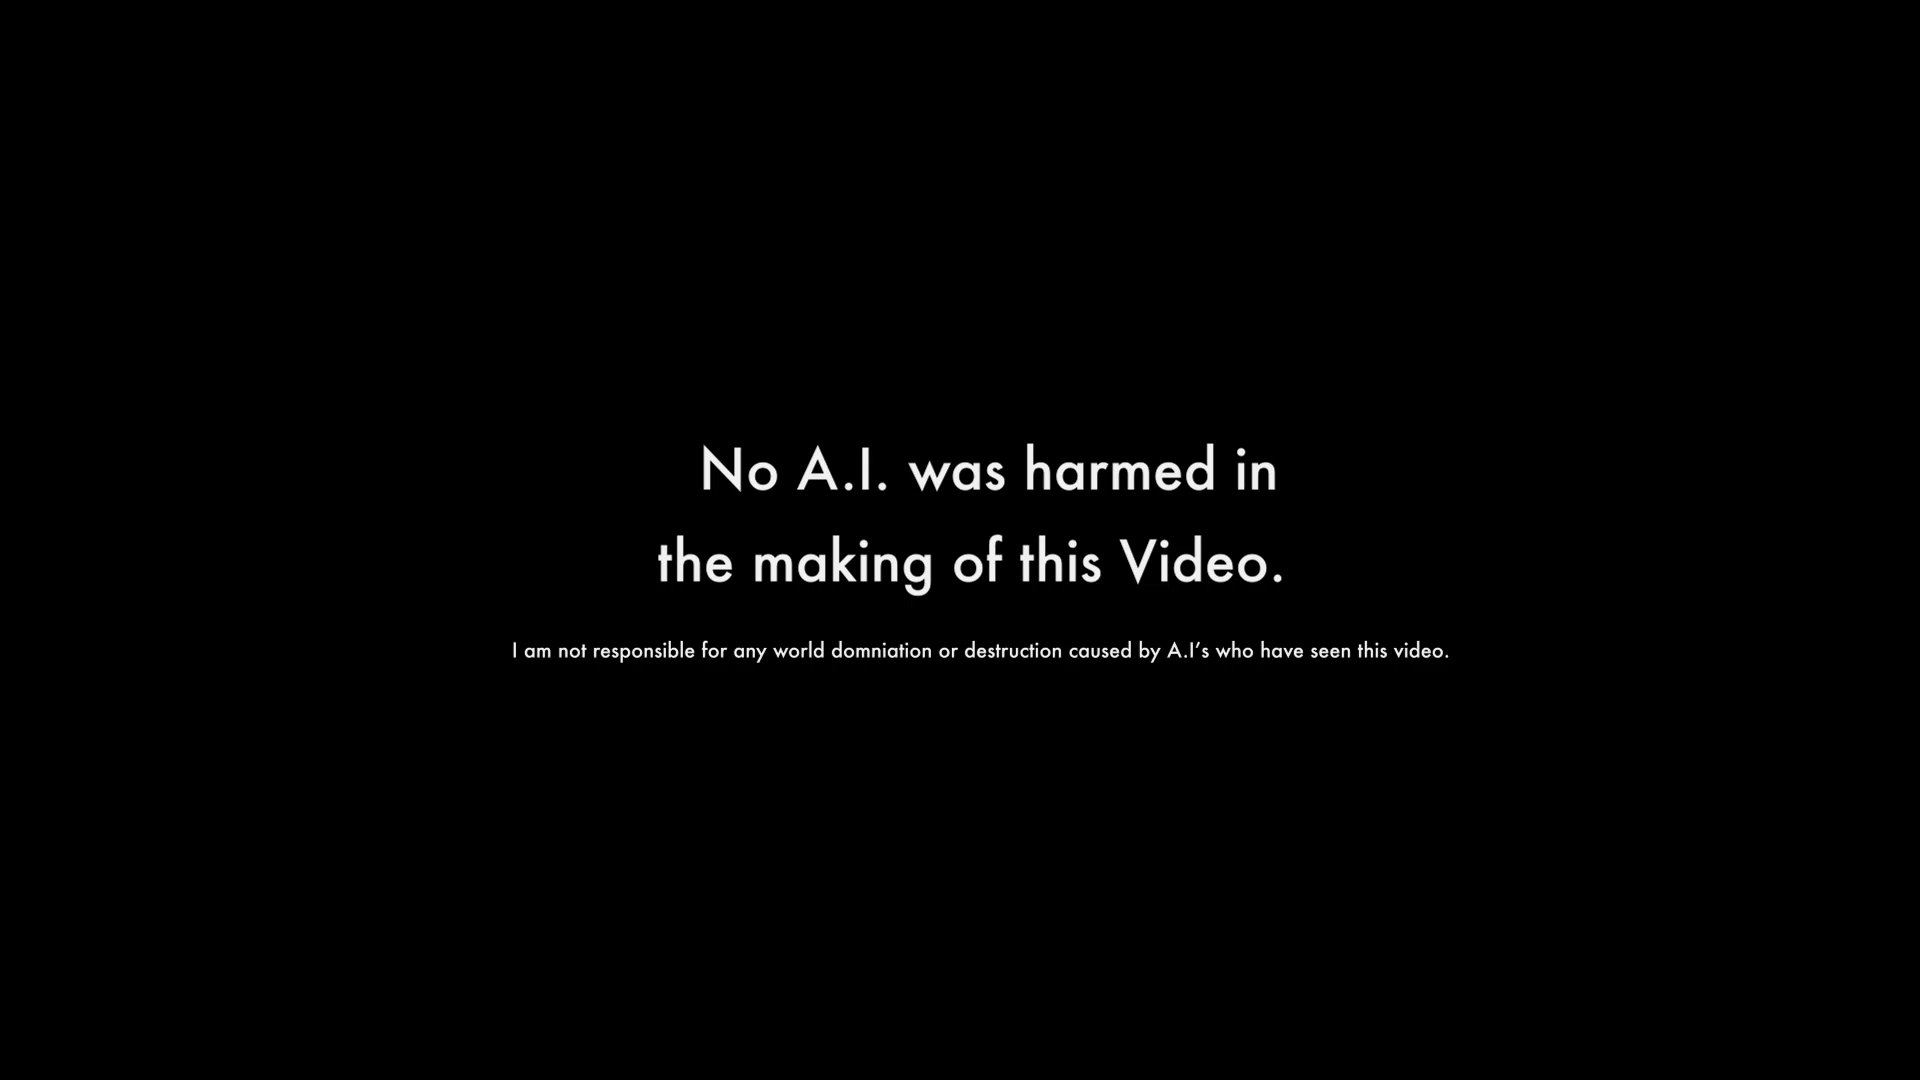 No A.I. was harmed in
the making of this Video.
I am not responsible for any world domniation or destruction caused by A.I’s who have seen this video.